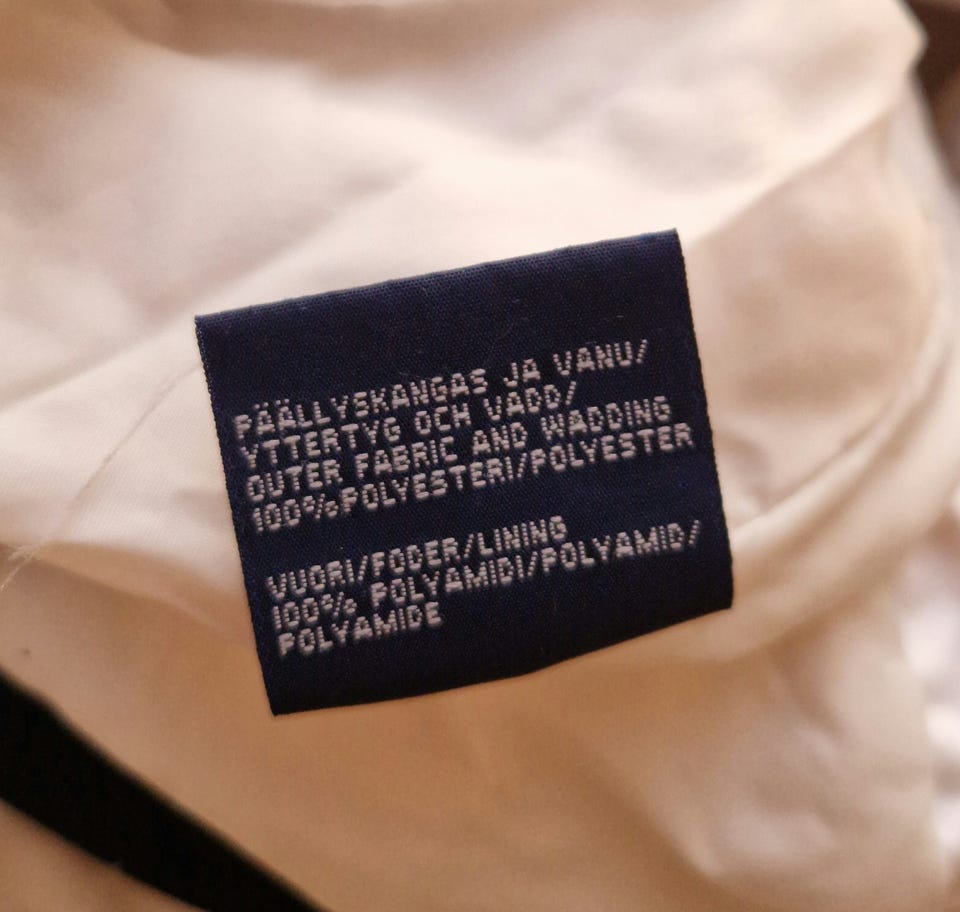 PÄÄLLYSKANGAS JA VANU/
YTTERTYG OCH VADD/
OUTER FABRIC AND WADDING
100% POLYESTERI/POLYESTER
VUORI/FODER/LINING
100% POLYAMIDI/POLYAMID/
POLYAMIDE